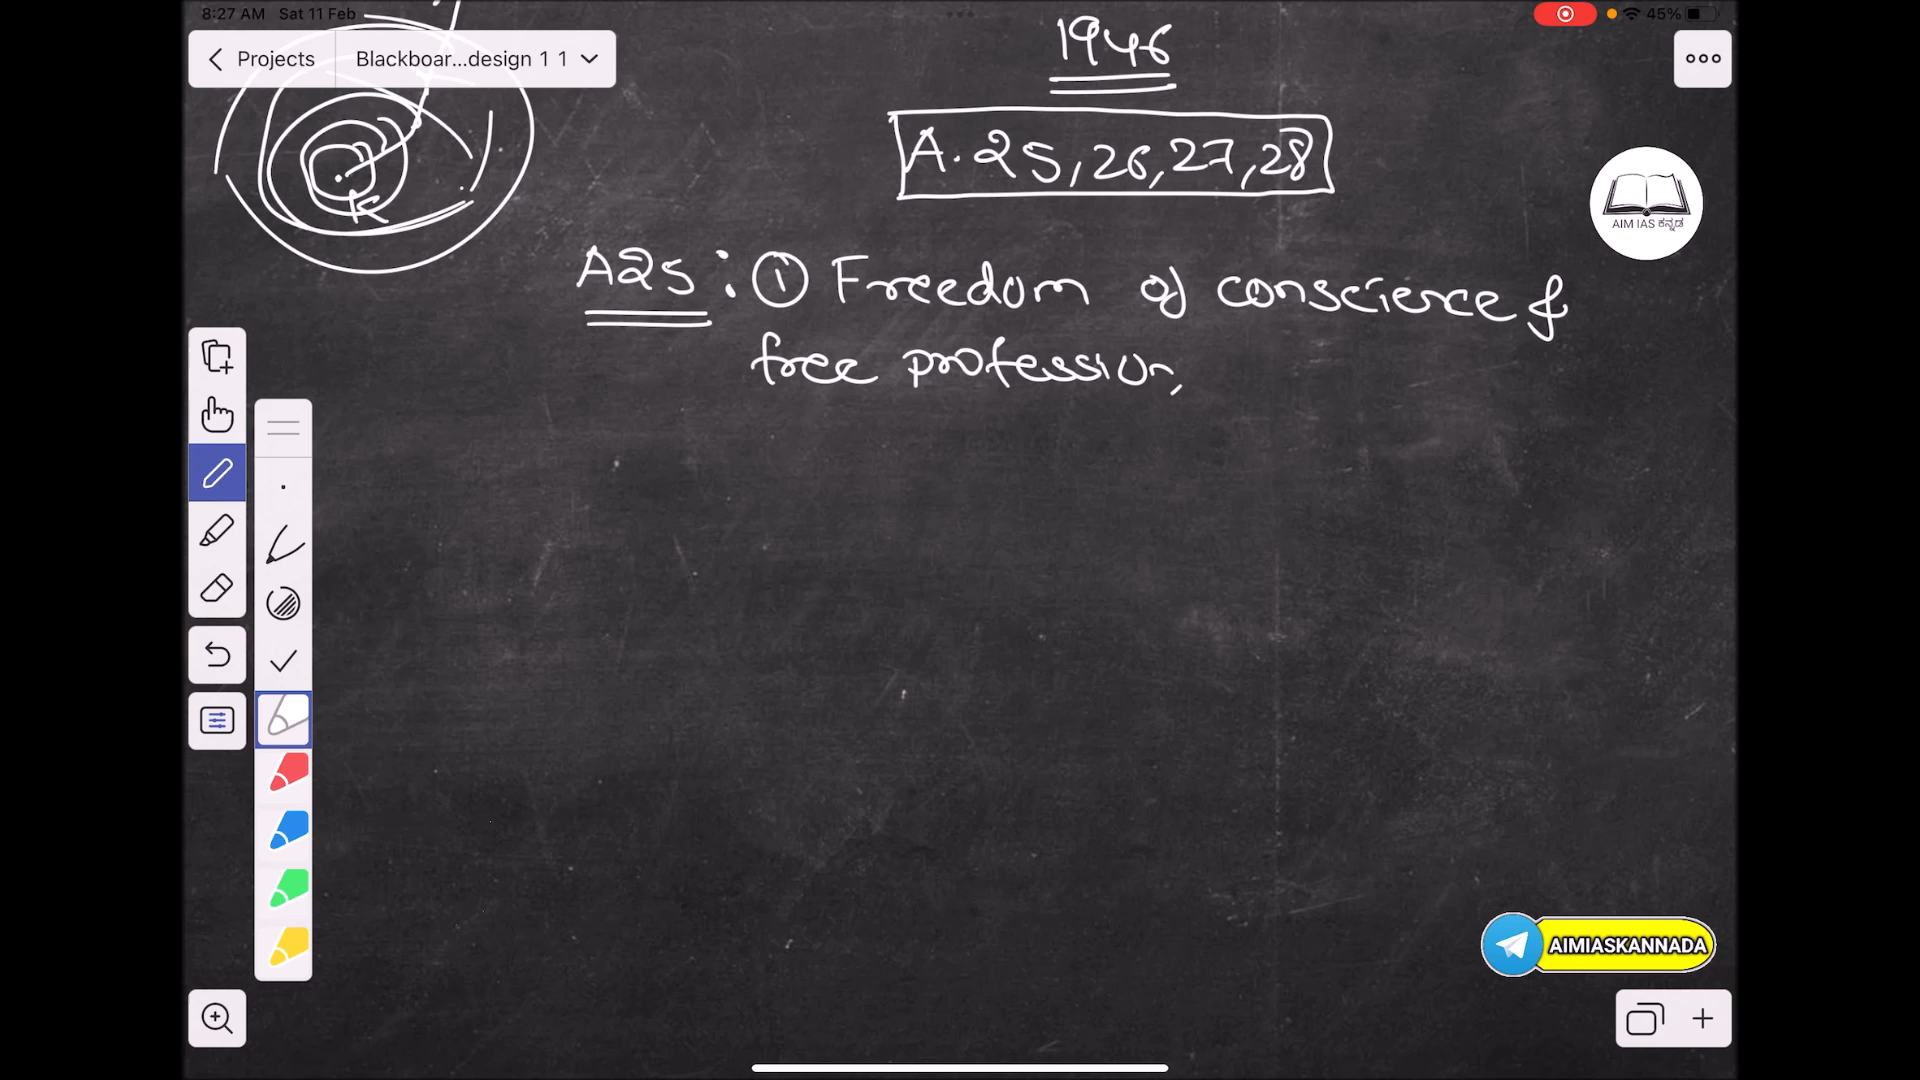 8:27 AM Sat 11 Feb
45%
Projects
Blackboar...design 1 1
1946
A. 25, 26, 27, 28
AIM IAS ಕನ್ನಡ
A25 : ① Freedom of conscience &
free profession,
K
AIMIASKANNADA